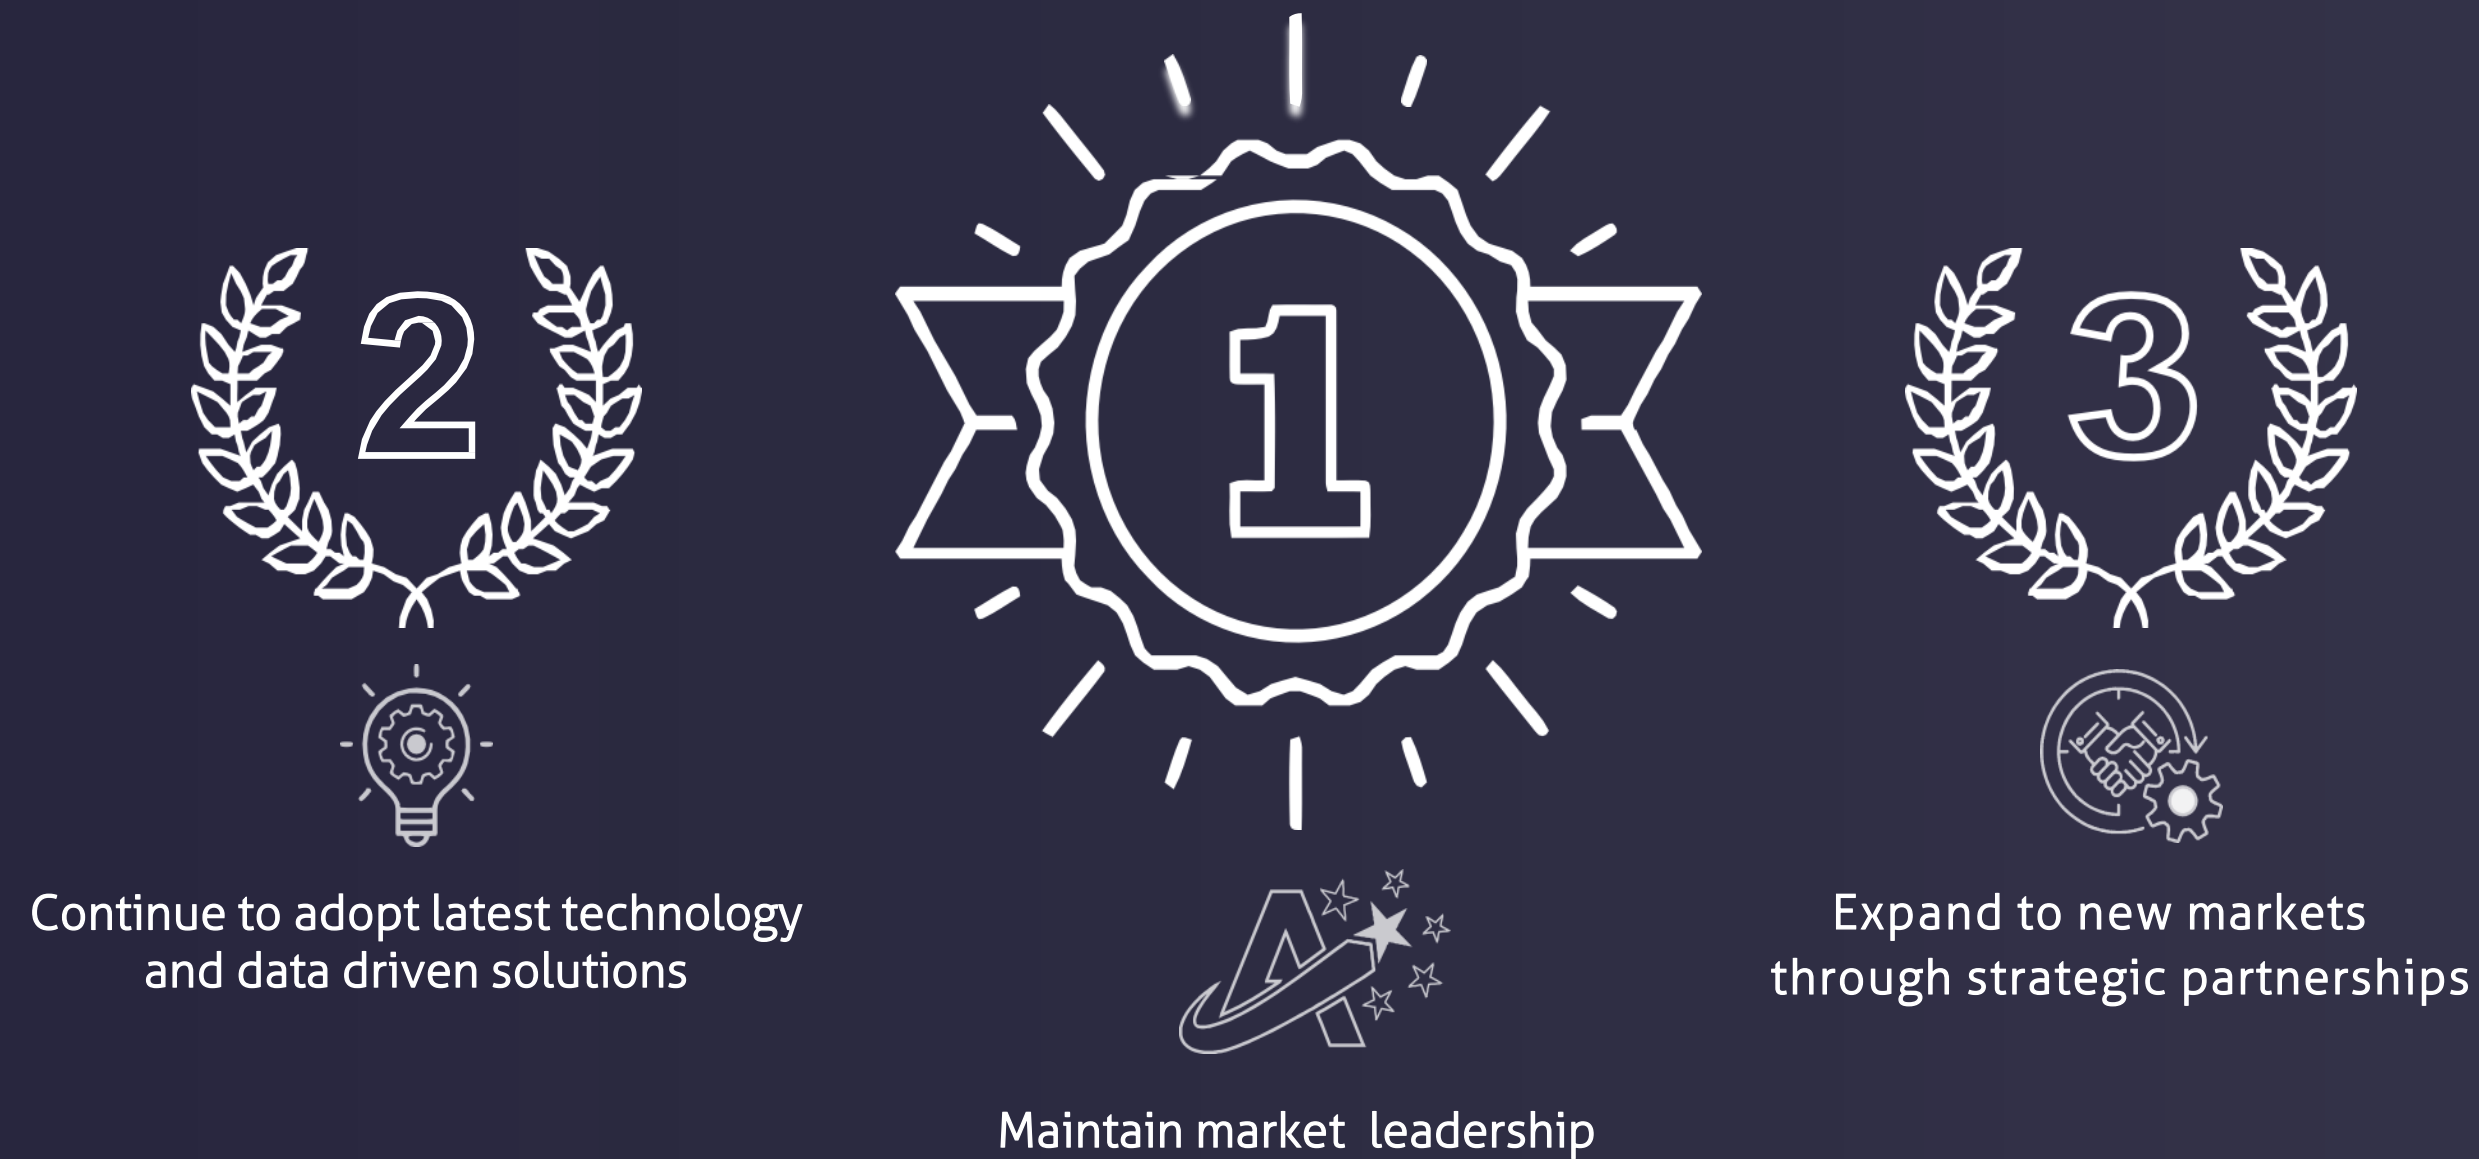 2
Continue to adopt latest technology
and data driven solutions
1
Maintain market leadership
3
Expand to new markets
through strategic partnerships